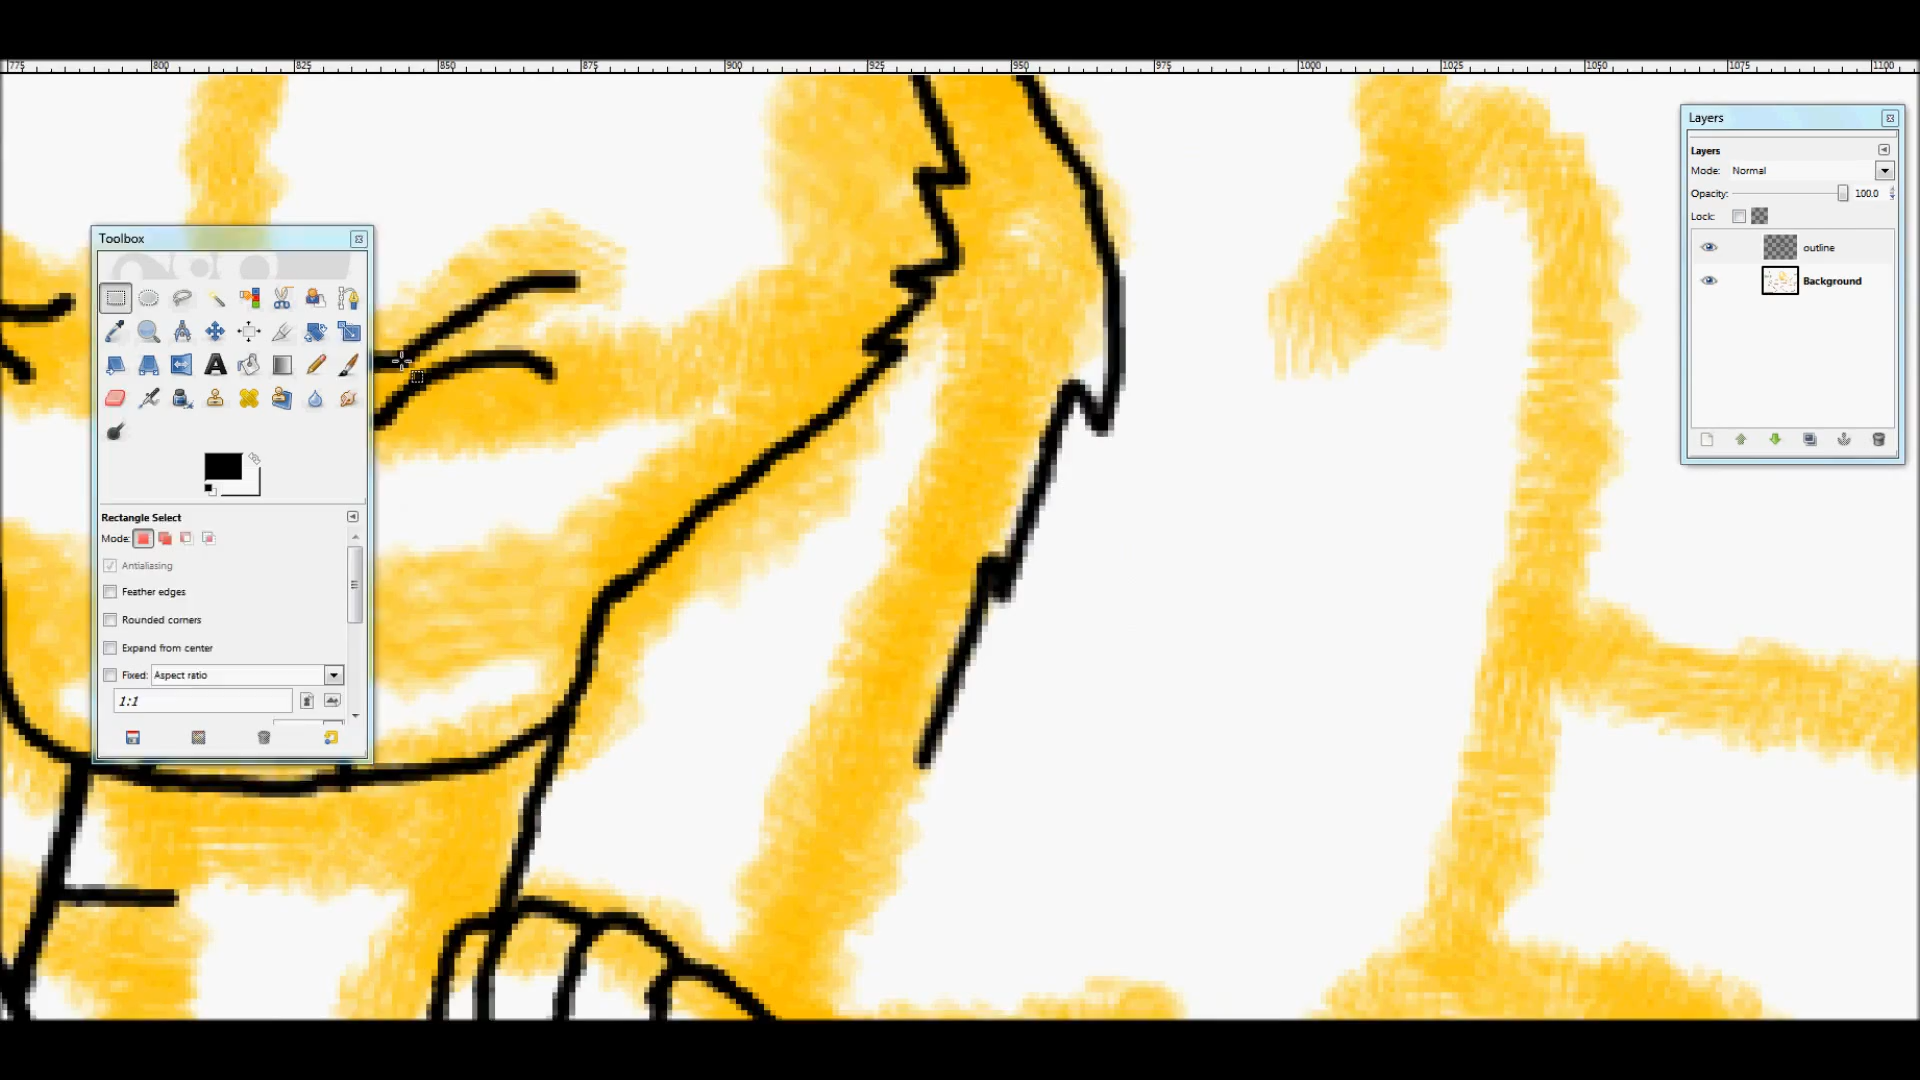 775 800 825 850 875 900 925 950 975 1000 1025 1050 1075 1100
Layers
Layers
Mode: Normal
Opacity: 100.0
Lock:
outline
Background
Toolbox
A
Rectangle Select
Mode:
Antialiasing
Feather edges
Rounded corners
Expand from center
Fixed: Aspect ratio
1:1